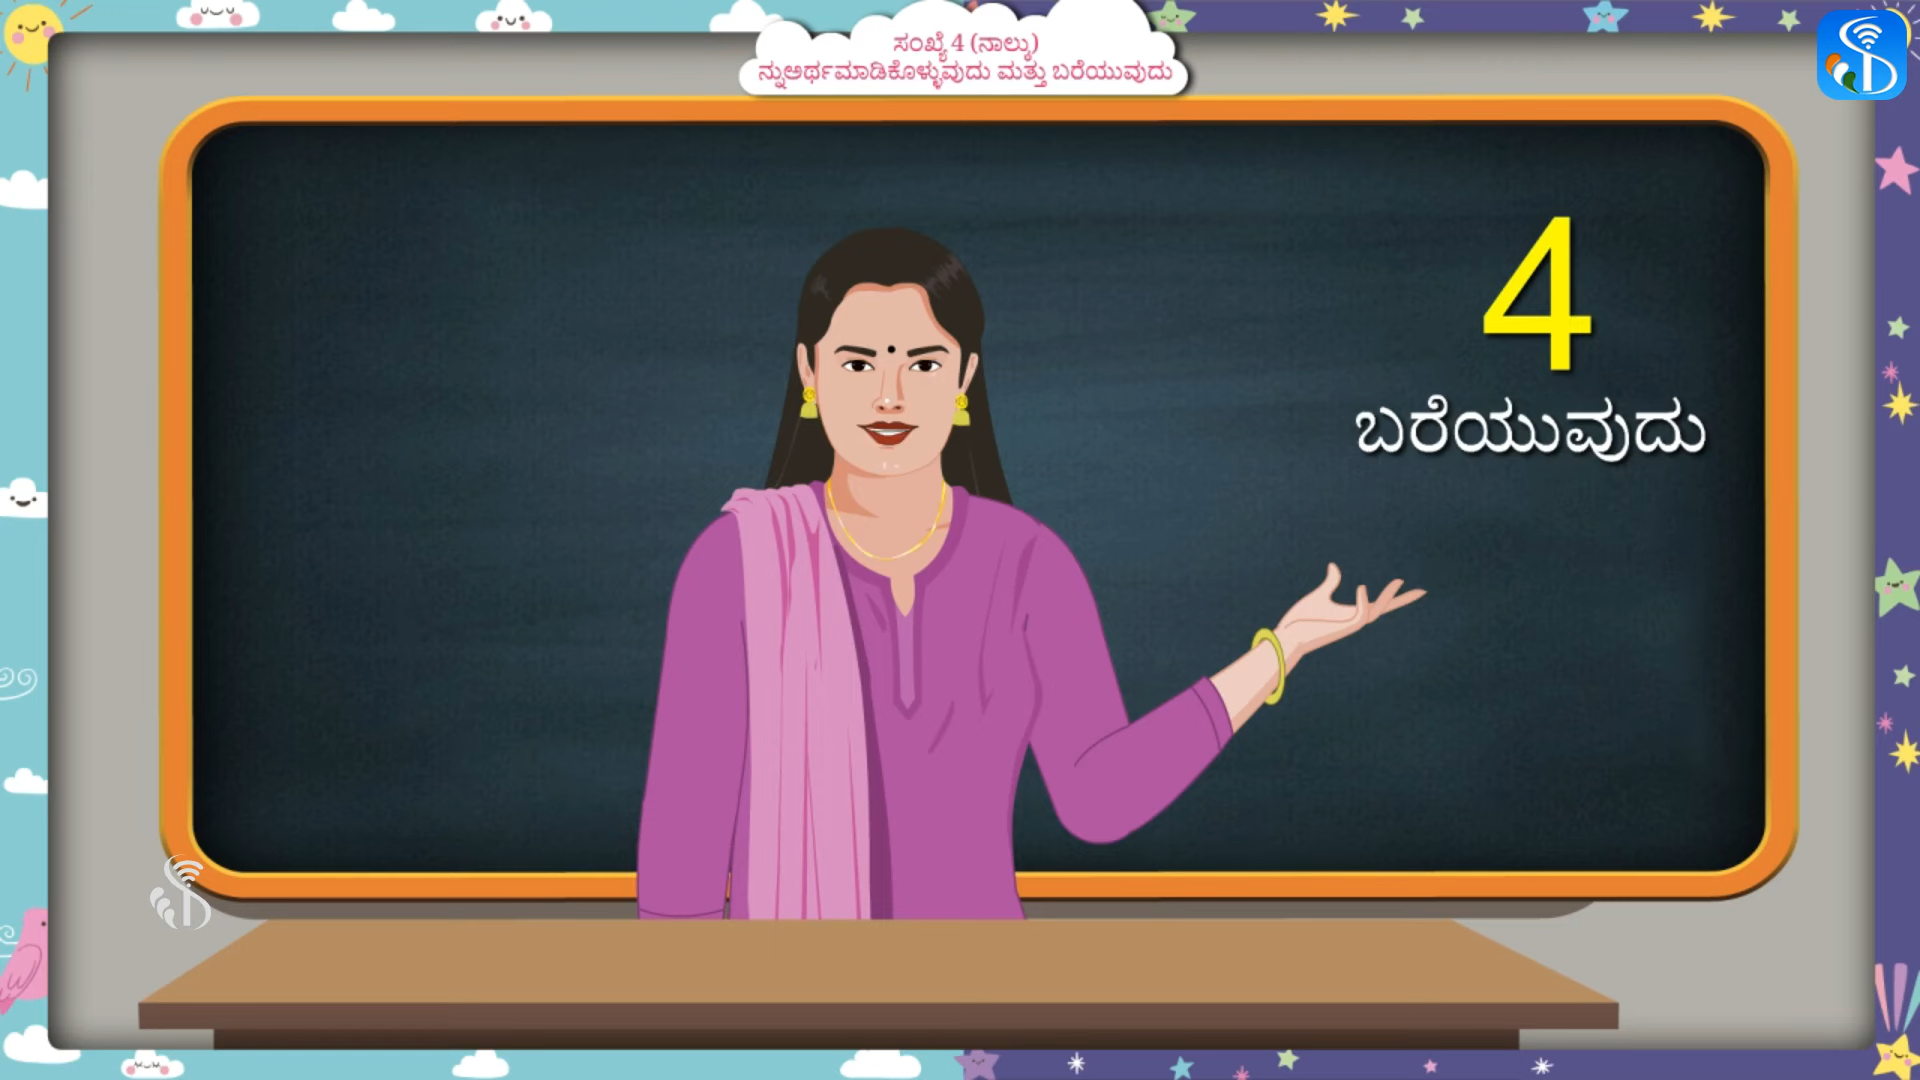 ಸಂಖ್ಯೆ 4 (ನಾಲ್ಕು)
ನ್ನುಅರ್ಥಮಾಡಿಕೊಳ್ಳುವುದು ಮತ್ತು ಬರೆಯುವುದು
4
ಬರೆಯುವುದು